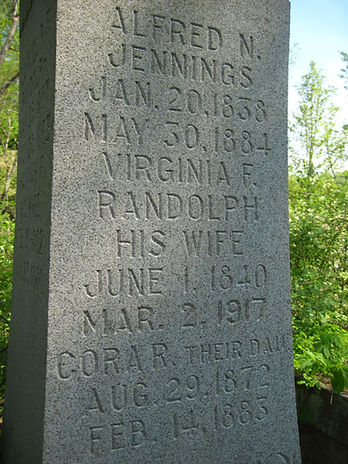 ALFRED N.
JENNINGS
JAN. 20, 1838
MAY 30, 1884
VIRGINIA F.
RANDOLPH
HIS WIFE
JUNE 1, 1840
MAR. 2, 1917
CORA R. THEIR DAU.
AUG. 29, 1872
FEB. 14, 1883